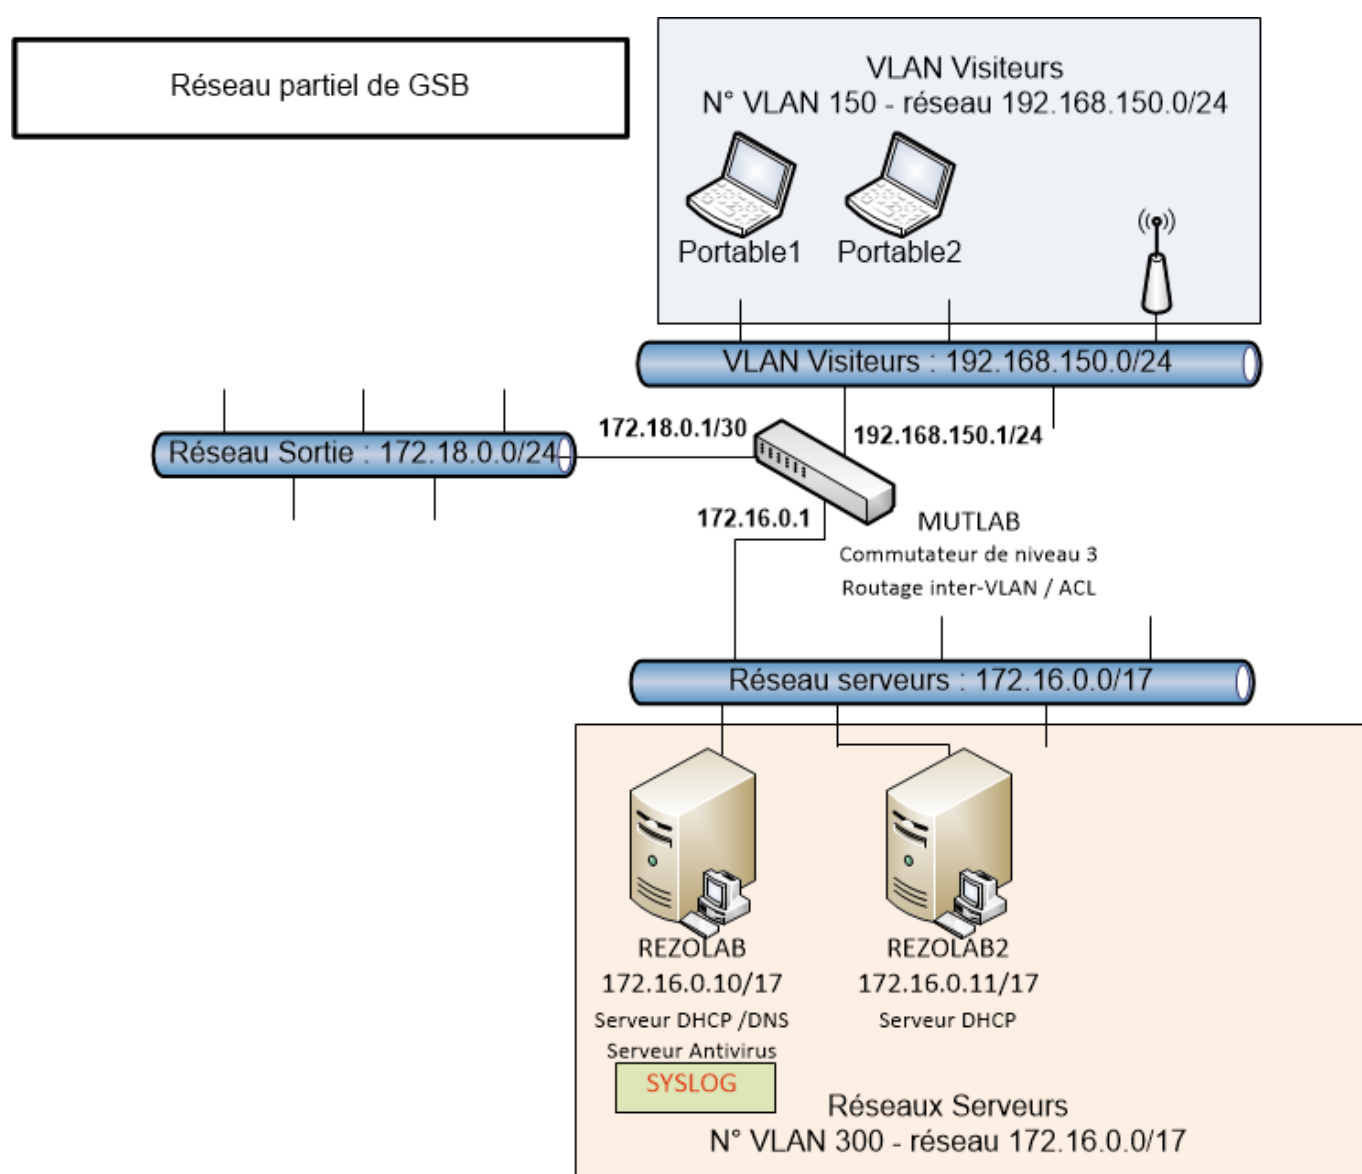 Réseau partiel de GSB
VLAN Visiteurs
N° VLAN 150 - réseau 192.168.150.0/24
Portable1
Portable2
VLAN Visiteurs : 192.168.150.0/24
172.18.0.1/30
192.168.150.1/24
Réseau Sortie : 172.18.0.0/24
172.16.0.1
MUTLAB
Commutateur de niveau 3
Routage inter-VLAN / ACL
Réseau serveurs : 172.16.0.0/17
REZOLAB
172.16.0.10/17
Serveur DHCP /DNS
Serveur Antivirus
SYSLOG
REZOLAB2
172.16.0.11/17
Serveur DHCP
Réseaux Serveurs
N° VLAN 300 - réseau 172.16.0.0/17